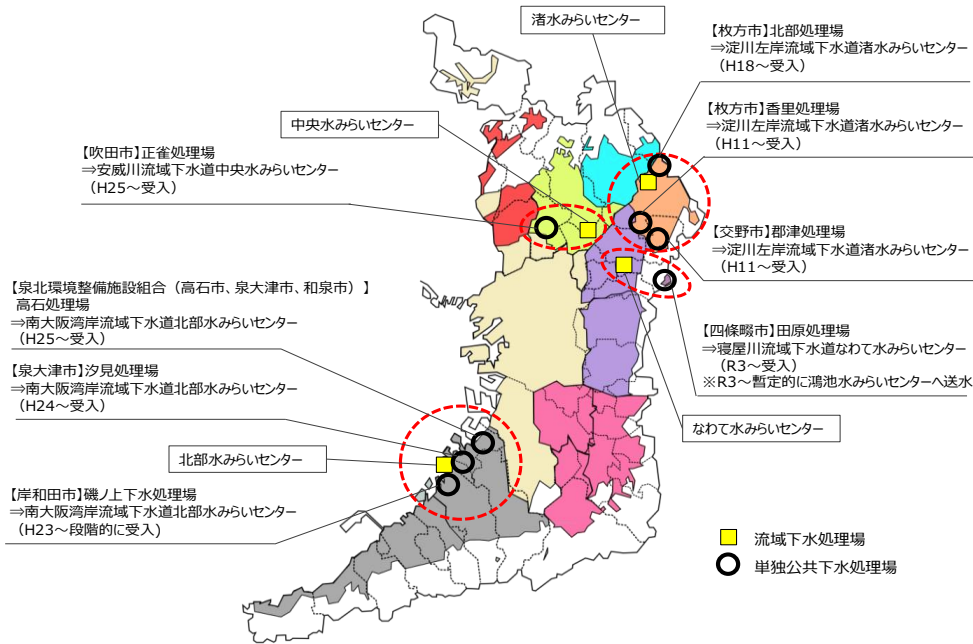 渚水みらいセンター
【枚方市】北部処理場
⇒淀川左岸流域下水道渚水みらいセンター
（H18～受入）
中央水みらいセンター
【枚方市】香里処理場
⇒淀川左岸流域下水道渚水みらいセンター
（H11～受入）
【吹田市】正雀処理場
⇒安威川流域下水道中央水みらいセンター
（H25～受入）
【交野市】郡津処理場
⇒淀川左岸流域下水道渚水みらいセンター
（H11～受入）
【泉北環境整備施設組合（高石市、泉大津市、和泉市）】
高石処理場
⇒南大阪湾岸流域下水道北部水みらいセンター
（H25～受入）
【四條畷市】田原処理場
⇒寝屋川流域下水道なわて水みらいセンター
（R3～受入）
※R3～暫定的に鴻池水みらいセンターへ送水
【泉大津市】汐見処理場
⇒南大阪湾岸流域下水道北部水みらいセンター
（H24～受入）
なわて水みらいセンター
北部水みらいセンター
【岸和田市】磯ノ上下水処理場
⇒南大阪湾岸流域下水道北部水みらいセンター
（H23～段階的に受入）
流域下水処理場
単独公共下水処理場